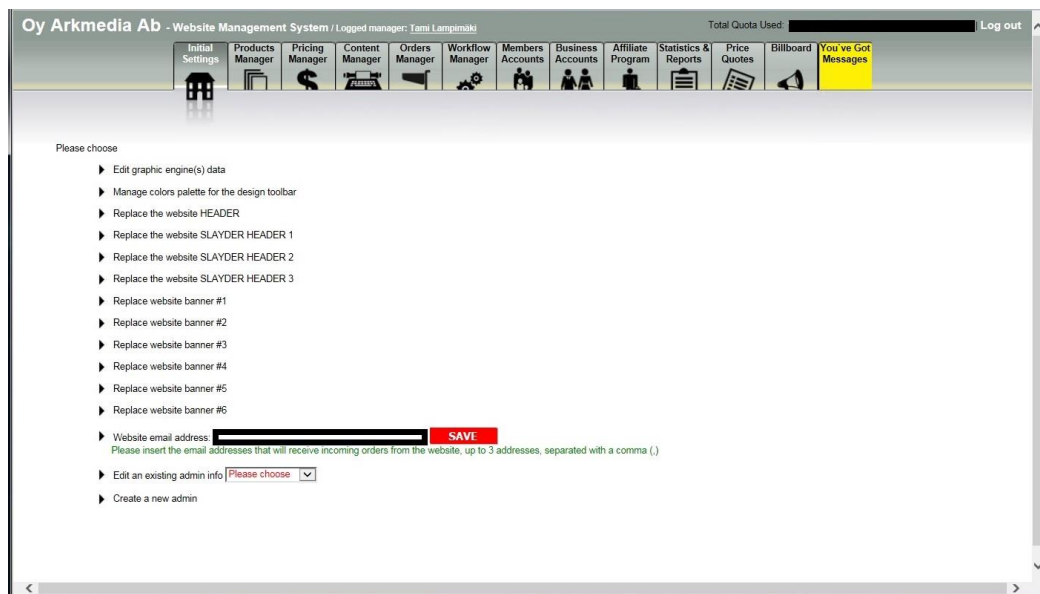 Oy Arkmedia Ab - Website Management System / Logged manager: Tami Lampimäki
Total Quota Used: | Log out
Initial Settings
Products Manager
Pricing Manager
Content Manager
Orders Manager
Workflow Manager
Members Accounts
Business Accounts
Affiliate Program
Statistics & Reports
Price Quotes
Billboard
You`ve Got Messages
Please choose
Edit graphic engine(s) data
Manage colors palette for the design toolbar
Replace the website HEADER
Replace the website SLAYDER HEADER 1
Replace the website SLAYDER HEADER 2
Replace the website SLAYDER HEADER 3
Replace website banner #1
Replace website banner #2
Replace website banner #3
Replace website banner #4
Replace website banner #5
Replace website banner #6
Website email address: SAVE
Please insert the email addresses that will receive incoming orders from the website, up to 3 addresses, separated with a comma (,)
Edit an existing admin info Please choose
Create a new admin